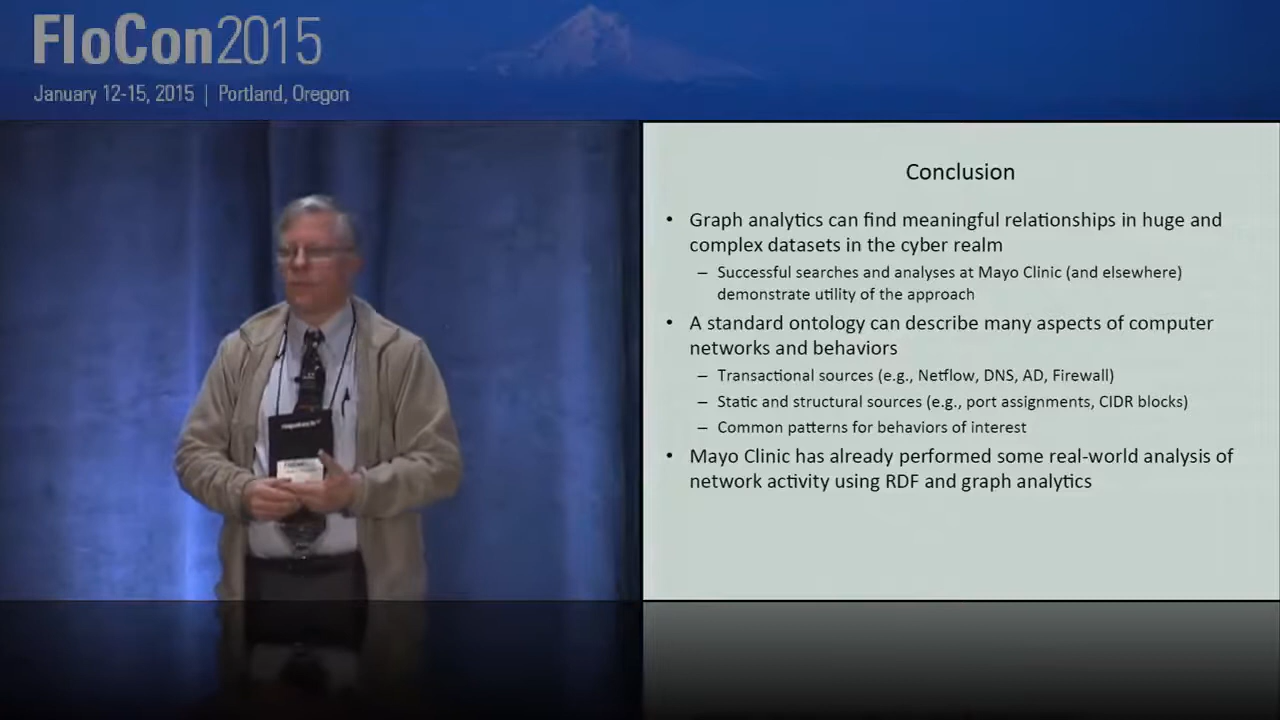 FloCon2015
January 12-15, 2015 | Portland, Oregon
Conclusion
• Graph analytics can find meaningful relationships in huge and
complex datasets in the cyber realm
– Successful searches and analyses at Mayo Clinic (and elsewhere)
demonstrate utility of the approach
• A standard ontology can describe many aspects of computer
networks and behaviors
– Transactional sources (e.g., Netflow, DNS, AD, Firewall)
– Static and structural sources (e.g., port assignments, CIDR blocks)
– Common patterns for behaviors of interest
• Mayo Clinic has already performed some real-world analysis of
network activity using RDF and graph analytics